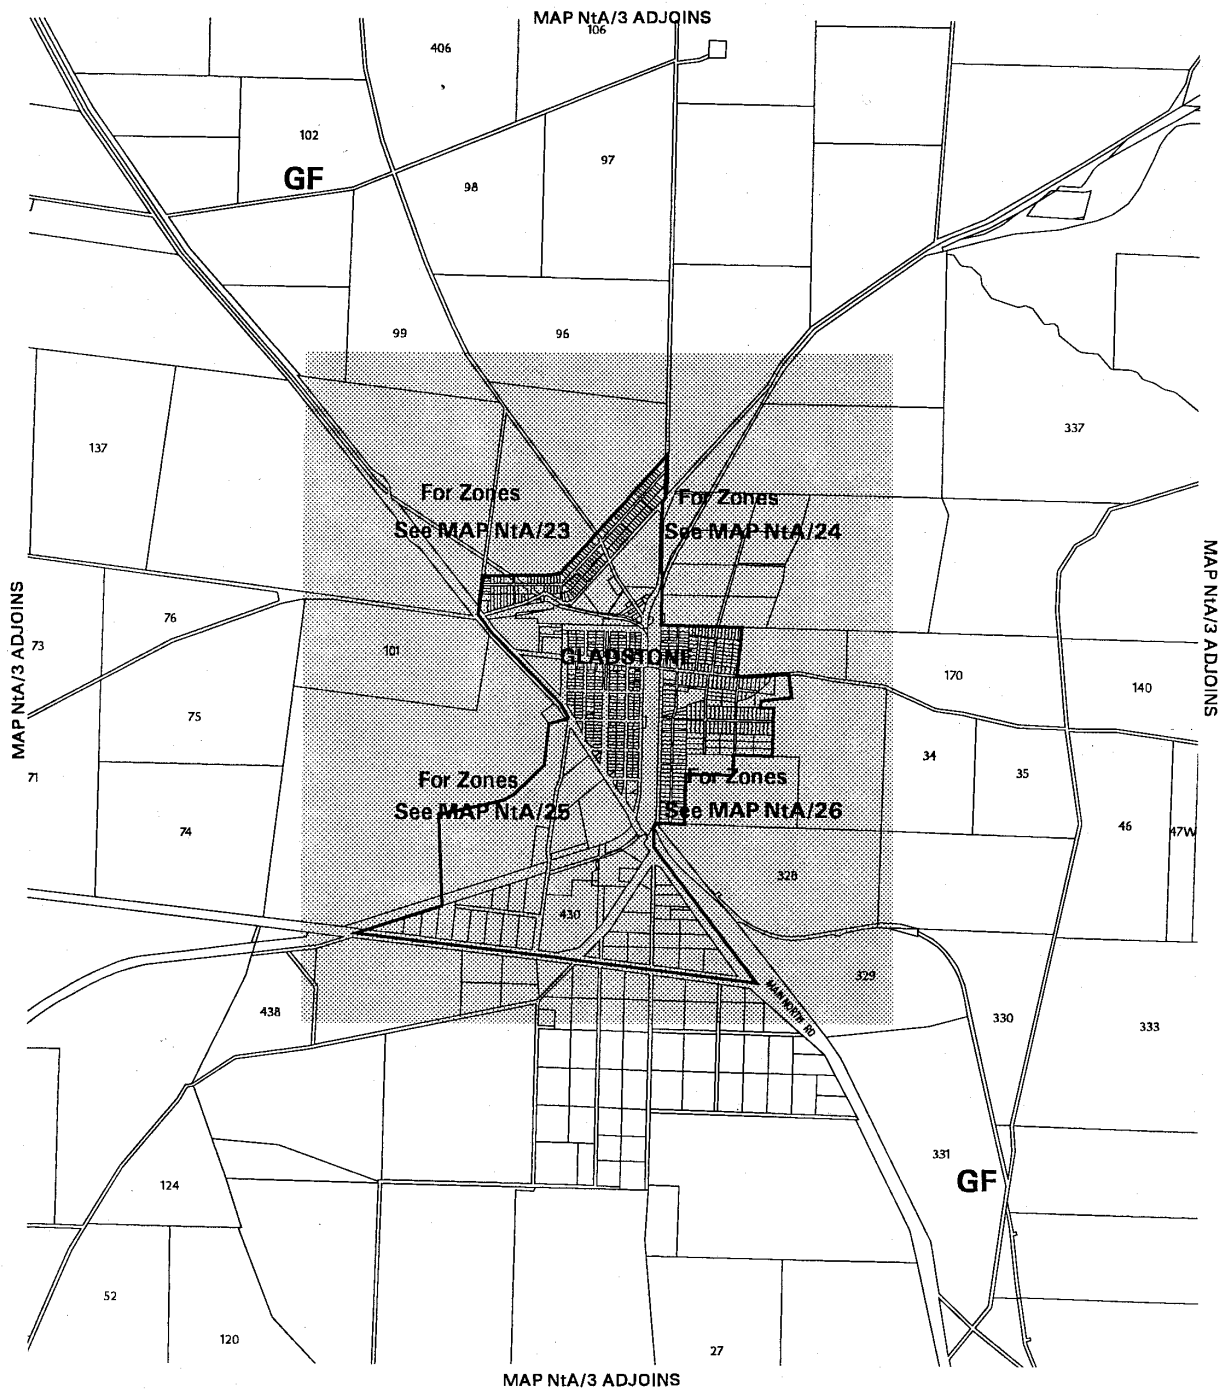 MAP NtA/3 ADJOINS
106
406
102
97
GF
98
99
96
337
137
For Zones
See MAP NtA/23
For Zones
See MAP NtA/24
MAP NtA/3 ADJOINS
MAP NtA/3 ADJOINS
76
73
101
GLADSTONE
170
140
75
34
35
71
For Zones
See MAP NtA/25
For Zones
See MAP NtA/26
74
46
47W
328
430
329
MAIN NORTH RD
438
330
333
331
GF
124
52
120
27
MAP NtA/3 ADJOINS